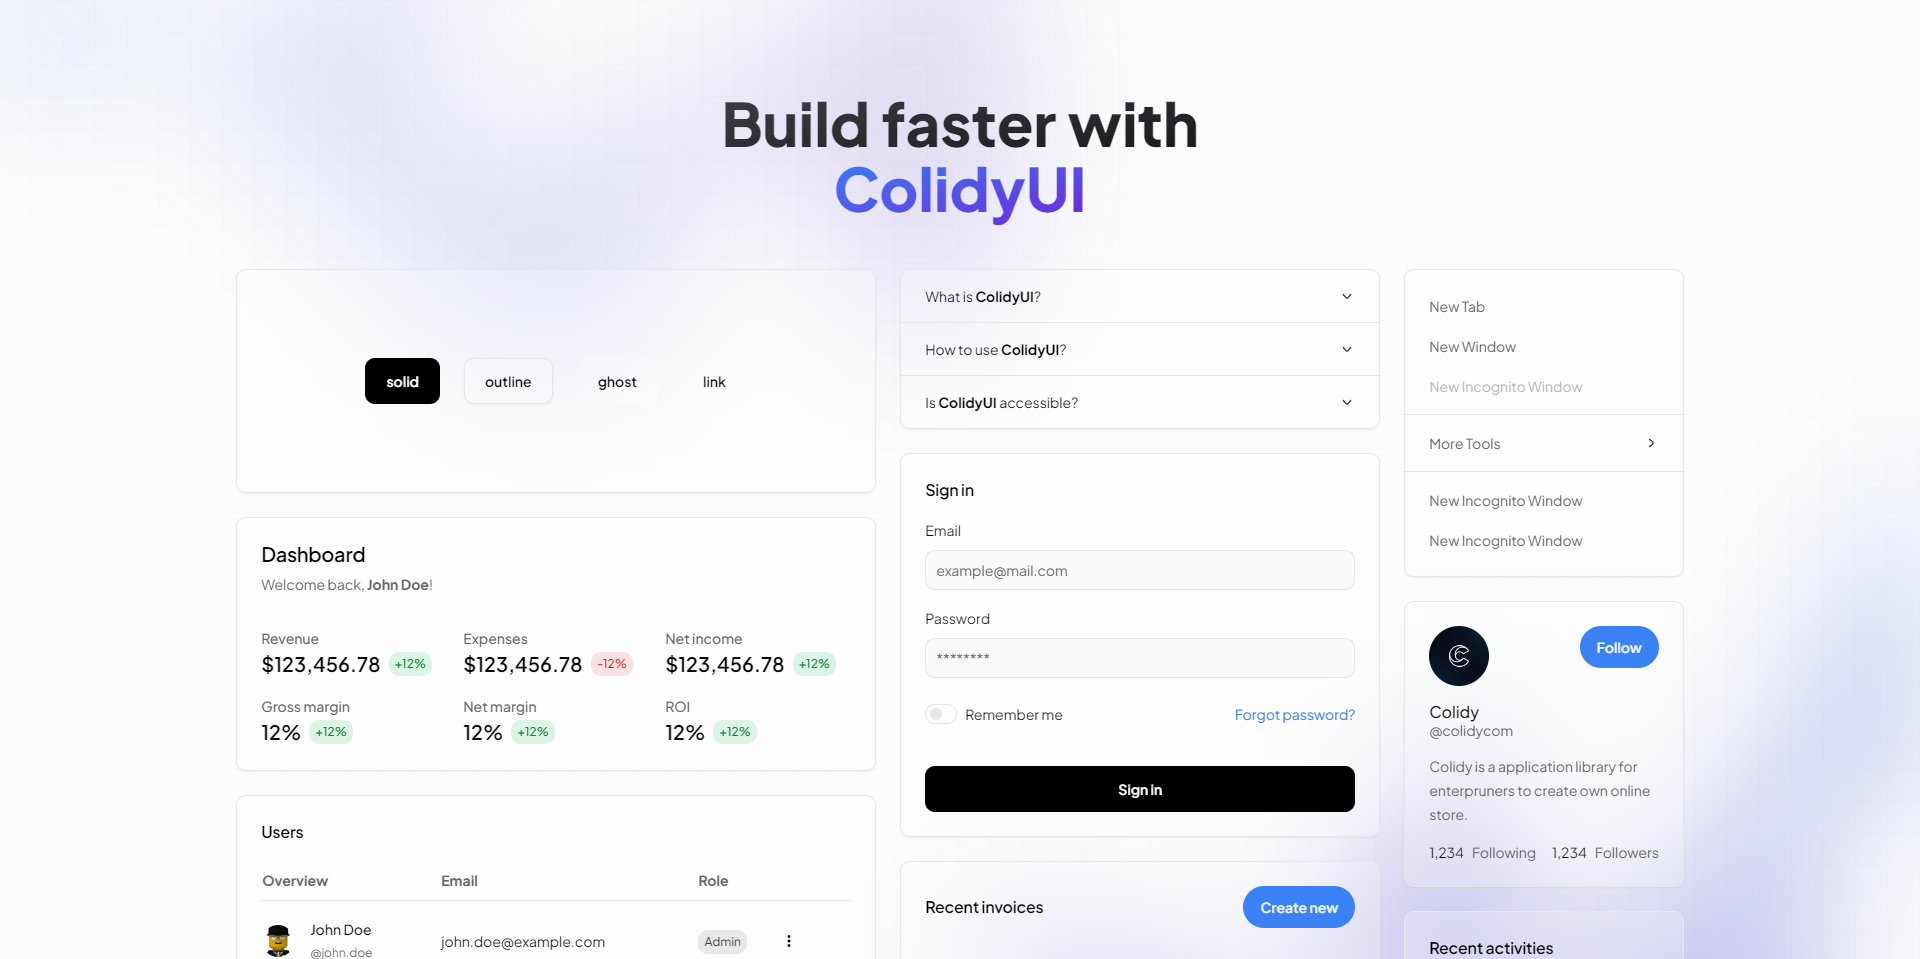 Build faster with
ColidyUI
solid
outline
ghost
link
Dashboard
Welcome back, John Doe!
Revenue
Expenses
Net income
$123,456.78 +12%
$123,456.78 -12%
$123,456.78 +12%
Gross margin
Net margin
ROI
12% +12%
12% +12%
12% +12%
Users
Overview
Email
Role
John Doe
@john.doe
john.doe@example.com
Admin
What is ColidyUI?
How to use ColidyUI?
Is ColidyUI accessible?
Sign in
Email
example@mail.com
Password
********
Remember me
Forgot password?
Sign in
Recent invoices
Create new
New Tab
New Window
New Incognito Window
More Tools
New Incognito Window
New Incognito Window
C
Follow
Colidy
@colidycom
Colidy is a application library for
enterpruners to create own online
store.
1,234 Following 1,234 Followers
Recent activities